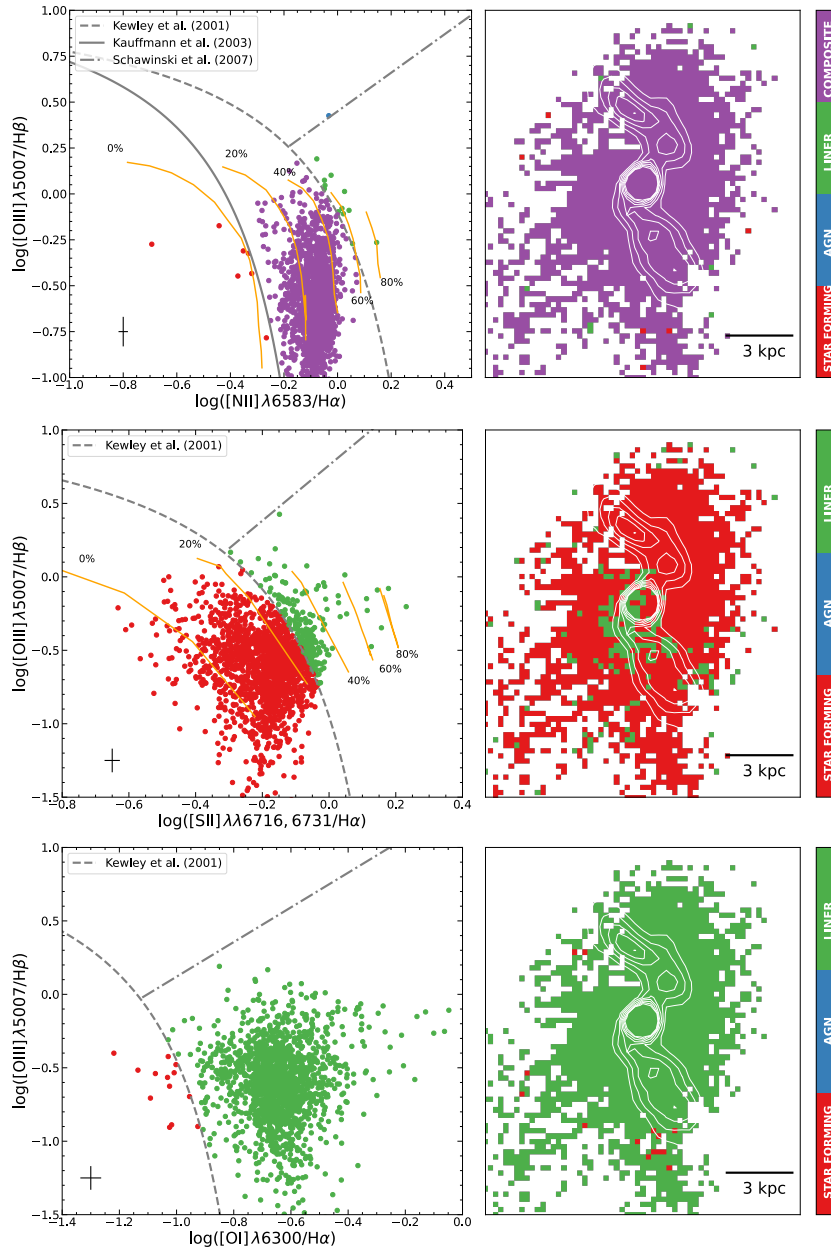 Kewley et al. (2001)
Kauffmann et al. (2003)
Schawinski et al. (2007)
0%
20%
40%
60%
80%
1.00
0.75
0.50
0.25
0.00
−0.25
−0.50
−0.75
−1.00
log([OIII]λ5007/Hβ)
−1.0 −0.8 −0.6 −0.4 −0.2 0.0 0.2 0.4
log([NII]λ6583/Hα)
3 kpc
COMPOSITE
LINER
AGN
STAR FORMING
Kewley et al. (2001)
0%
20%
40%
60%
80%
1.0
0.5
0.0
−0.5
−1.0
−1.5
log([OIII]λ5007/Hβ)
−0.8 −0.6 −0.4 −0.2 0.0 0.2 0.4
log([SII]λλ6716, 6731/Hα)
3 kpc
LINER
AGN
STAR FORMING
Kewley et al. (2001)
1.0
0.5
0.0
−0.5
−1.0
−1.5
log([OIII]λ5007/Hβ)
−1.4 −1.2 −1.0 −0.8 −0.6 −0.4 −0.2 0.0
log([OI]λ6300/Hα)
3 kpc
LINER
AGN
STAR FORMING